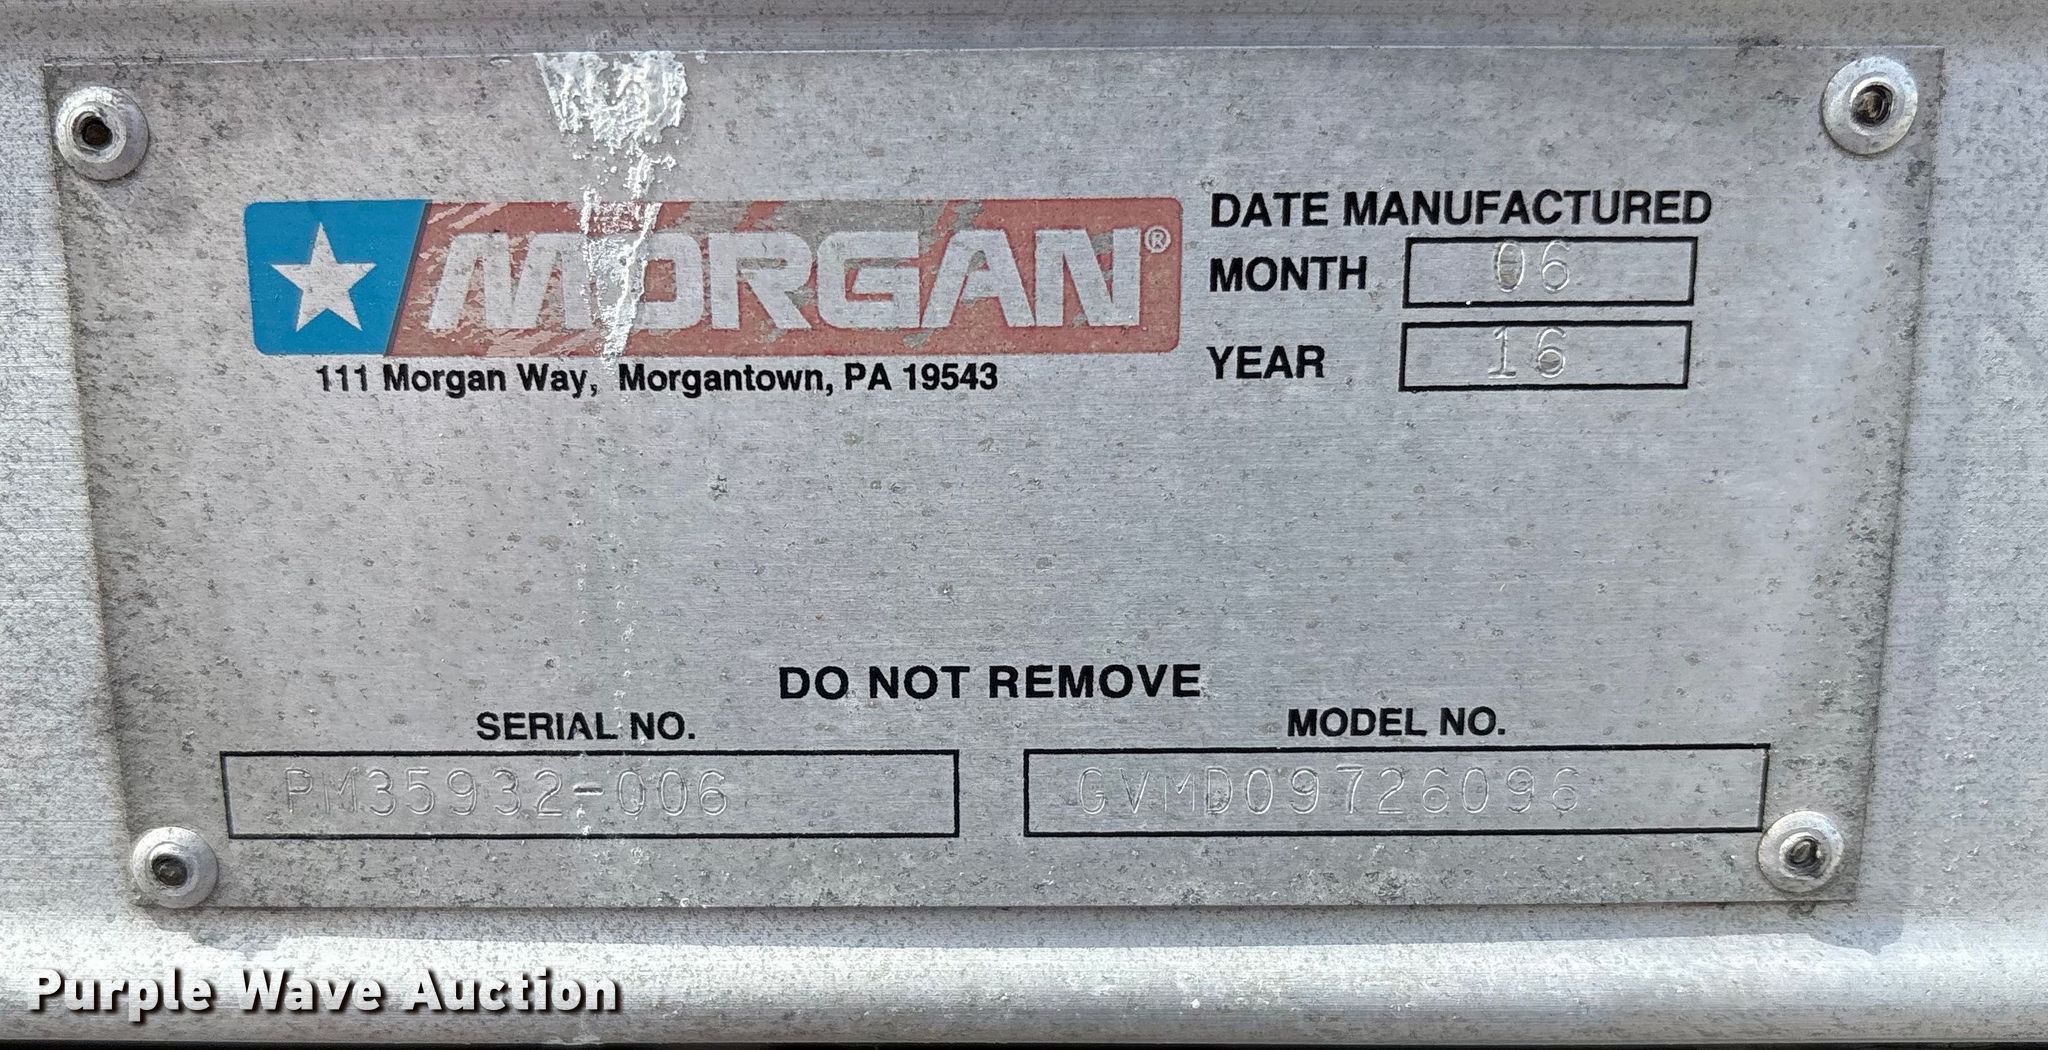 MORGAN®
111 Morgan Way, Morgantown, PA 19543
DATE MANUFACTURED
MONTH 06
YEAR 16
DO NOT REMOVE
SERIAL NO.
PM35932-006
MODEL NO.
GVMD09726096
Purple Wave Auction